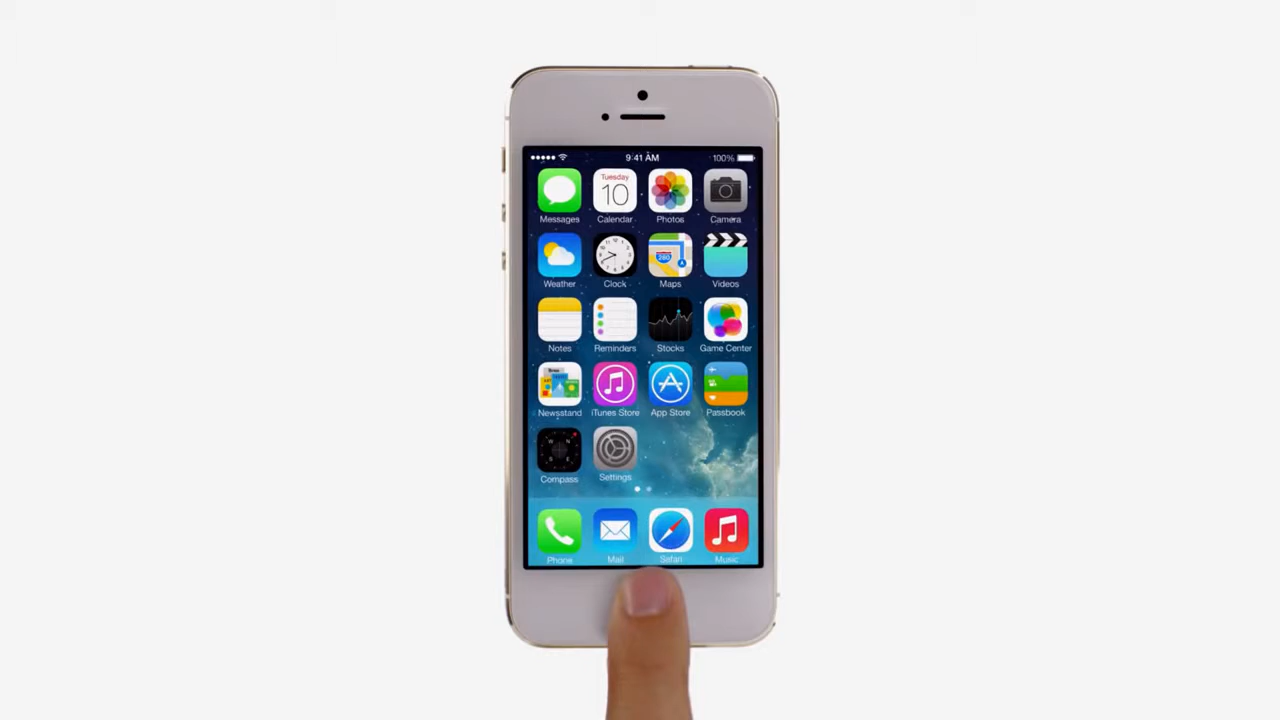 9:41 AM 100%
Tuesday
10
Messages Calendar Photos Camera
280
Weather Clock Maps Videos
Notes Reminders Stocks Game Center
Newsstand iTunes Store App Store Passbook
N
W E
S
Compass Settings
Phone Mail Safari Music